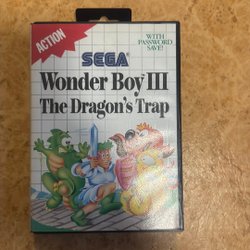 ACTION
WITH
PASSWORD
SAVE!
SEGA
Wonder Boy III
The Dragon's Trap